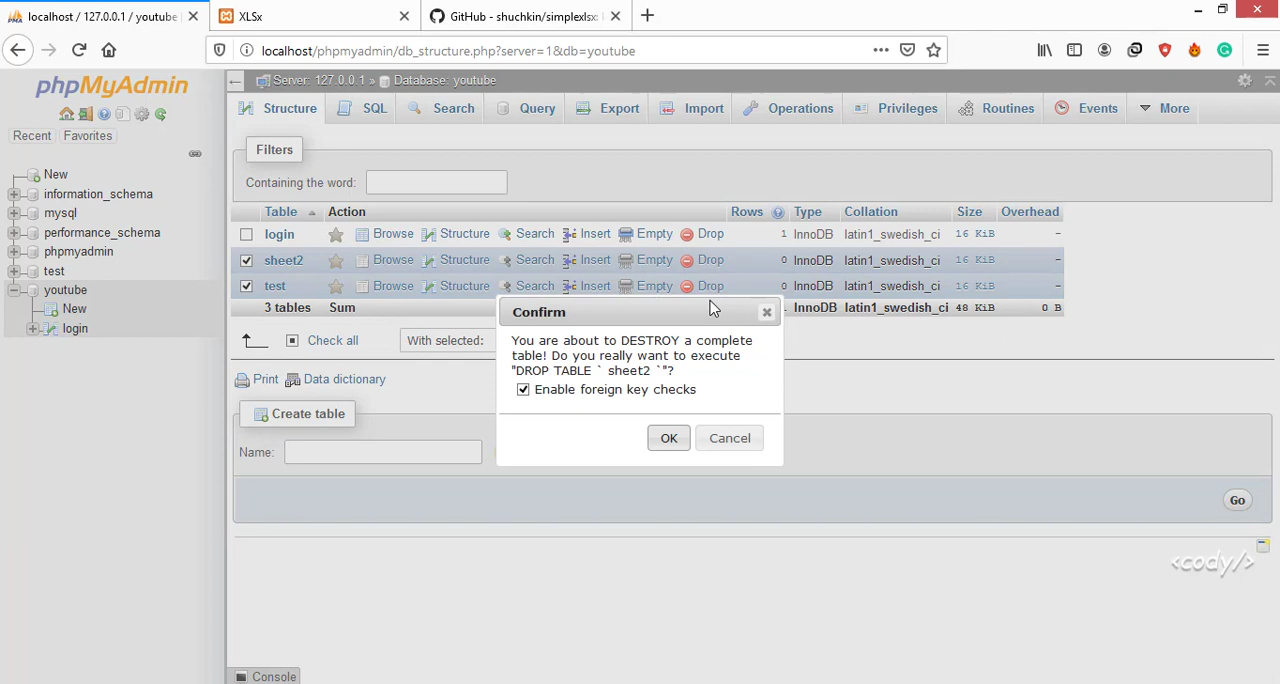 localhost / 127.0.0.1 / youtube
XLSx
GitHub - shuchkin/simplexlsx:
localhost/phpmyadmin/db_structure.php?server=1&db=youtube
phpMyAdmin
Server: 127.0.0.1 » Database: youtube
Structure SQL Search Query Export Import Operations Privileges Routines Events More
Recent Favorites
New
information_schema
mysql
performance_schema
phpmyadmin
test
youtube
New
login
Filters
Containing the word:
Table Action Rows Type Collation Size Overhead
login Browse Structure Search Insert Empty Drop 1 InnoDB latin1_swedish_ci 16 KiB -
sheet2 Browse Structure Search Insert Empty Drop 0 InnoDB latin1_swedish_ci 16 KiB -
test Browse Structure Search Insert Empty Drop 0 InnoDB latin1_swedish_ci 16 KiB -
3 tables Sum InnoDB latin1_swedish_ci 48 KiB 0 B
Check all With selected:
Print Data dictionary
Create table
Name:
Go
Confirm
You are about to DESTROY a complete
table! Do you really want to execute
"DROP TABLE ` sheet2 `"?
Enable foreign key checks
OK Cancel
<cody/>
Console